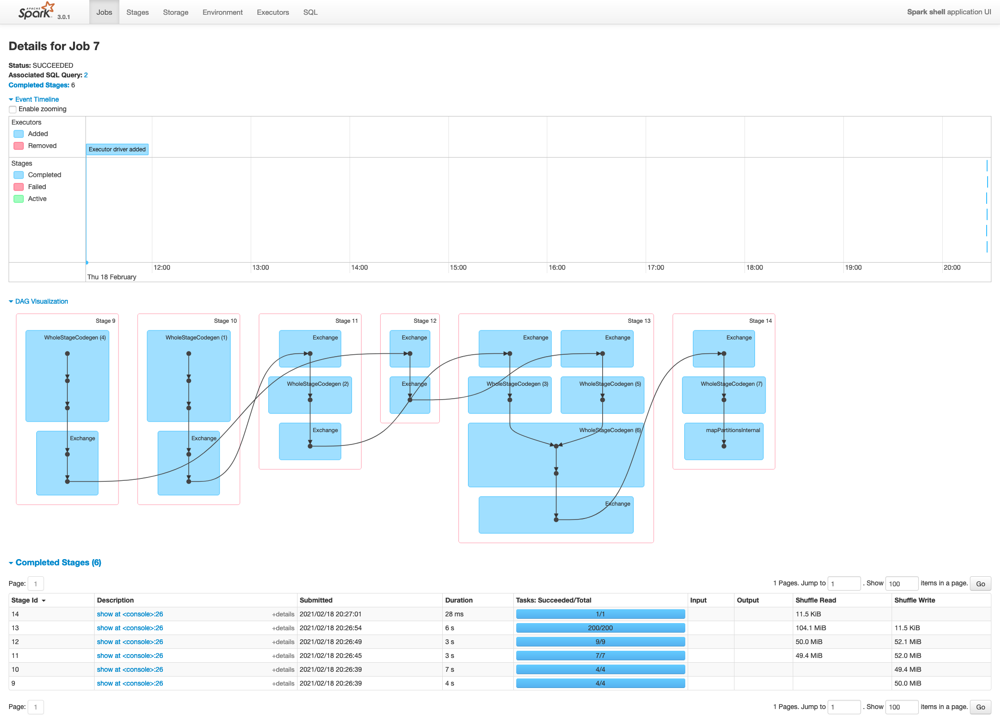 APACHE
Spark 3.0.1 Jobs Stages Storage Environment Executors SQL Spark shell application UI
Details for Job 7
Status: SUCCEEDED
Associated SQL Query: 2
Completed Stages: 6
Event Timeline
Enable zooming
Executors
Added
Removed
Executor driver added
Stages
Completed
Failed
Active
12:00 13:00 14:00 15:00 16:00 17:00 18:00 19:00 20:00
Thu 18 February
DAG Visualization
Stage 9
WholeStageCodegen (4)
Exchange
Stage 10
WholeStageCodegen (1)
Exchange
Stage 11
Exchange
WholeStageCodegen (2)
Exchange
Stage 12
Exchange
Exchange
Stage 13
Exchange Exchange
WholeStageCodegen (3) WholeStageCodegen (5)
WholeStageCodegen (6)
Exchange
Stage 14
Exchange
WholeStageCodegen (7)
mapPartitionsInternal
Completed Stages (6)
Page: 1 1 Pages. Jump to 1 . Show 100 items in a page. Go
Stage Id Description Submitted Duration Tasks: Succeeded/Total Input Output Shuffle Read Shuffle Write
14 show at <console>:26 +details 2021/02/18 20:27:01 28 ms 1/1 11.5 KiB
13 show at <console>:26 +details 2021/02/18 20:26:54 6 s 200/200 104.1 MiB 11.5 KiB
12 show at <console>:26 +details 2021/02/18 20:26:49 3 s 9/9 50.0 MiB 52.1 MiB
11 show at <console>:26 +details 2021/02/18 20:26:45 3 s 7/7 49.4 MiB 52.0 MiB
10 show at <console>:26 +details 2021/02/18 20:26:39 7 s 4/4 49.4 MiB
9 show at <console>:26 +details 2021/02/18 20:26:39 4 s 4/4 50.0 MiB
Page: 1 1 Pages. Jump to 1 . Show 100 items in a page. Go